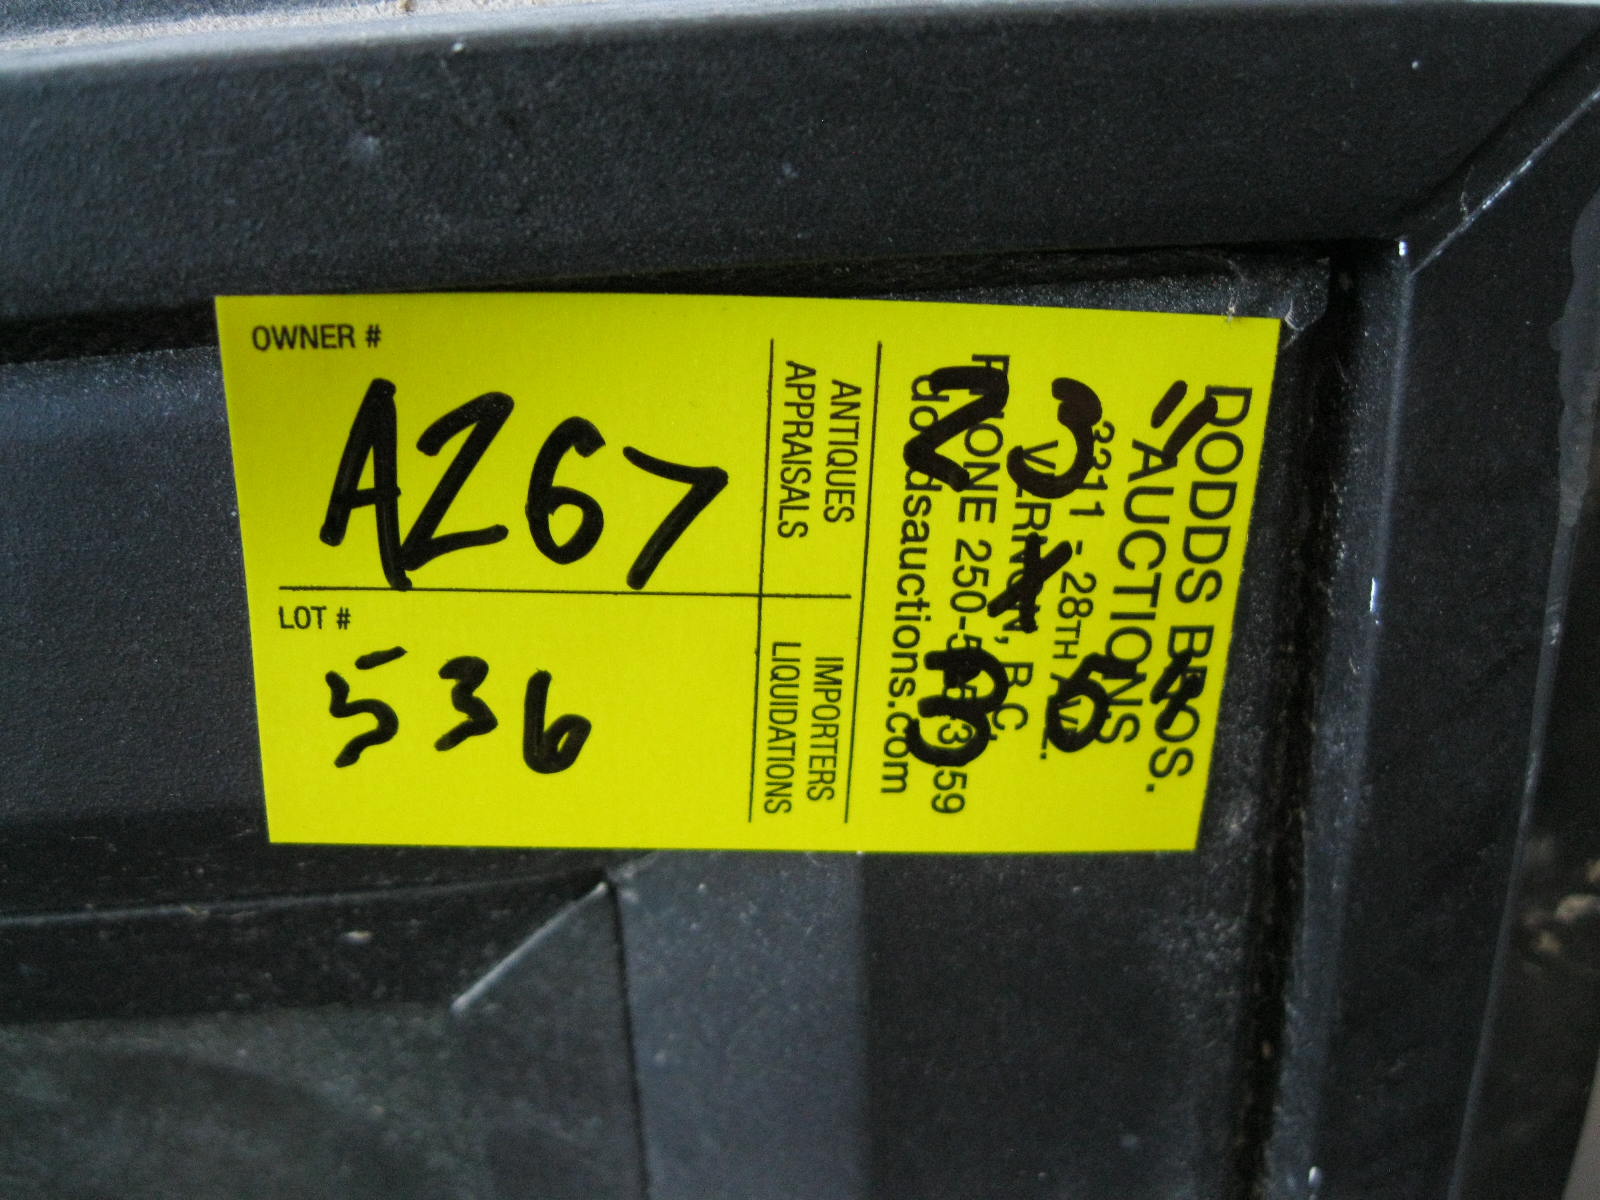 OWNER #
A267
LOT #
536
ANTIQUES
APPRAISALS
IMPORTERS
LIQUIDATIONS
DODDS BROS.
AUCTIONS
3311 - 28TH AVE.
VERNON, B.C.
PHONE 250-545-3259
doddsauctions.com